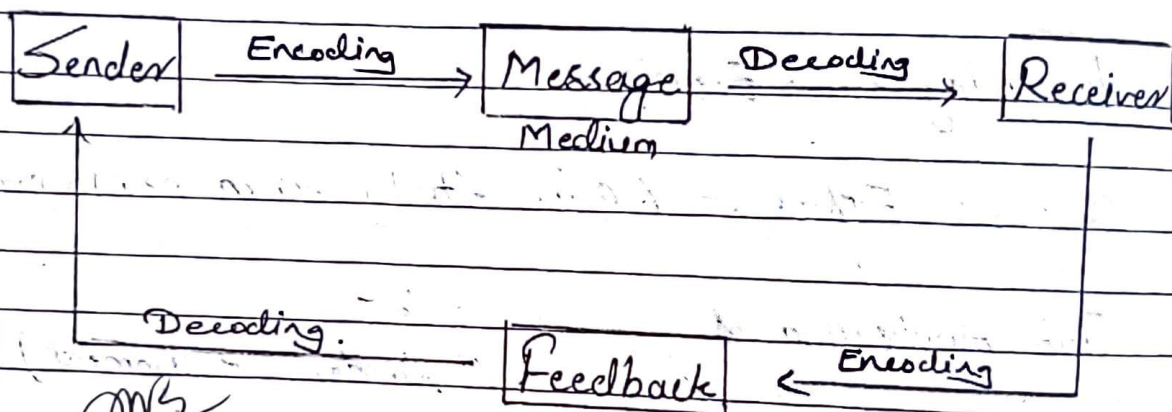 Sender Encoding Message Decoding Receiver
Medium
Decoding.
Feedback Encoding